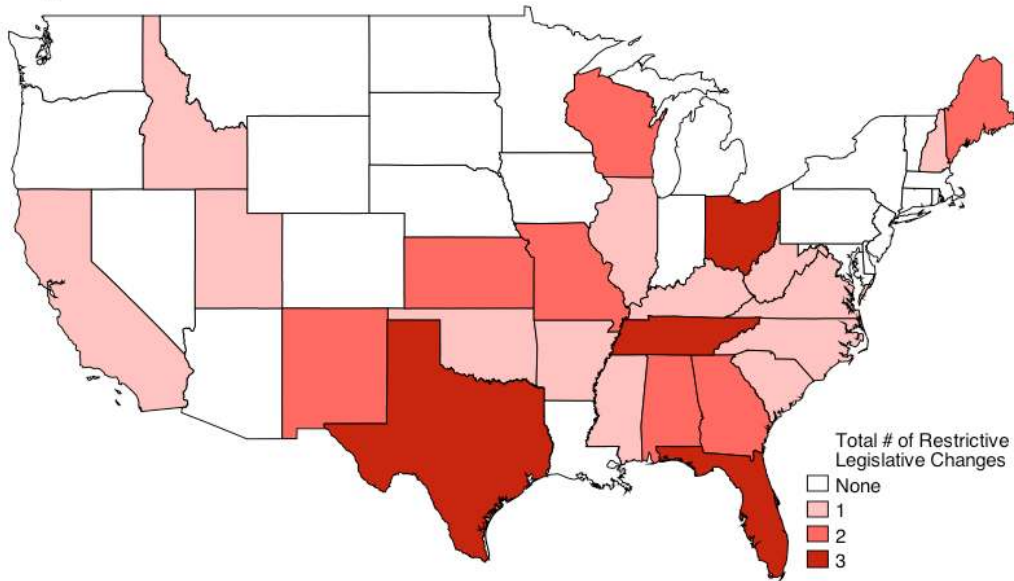 Total # of Restrictive
Legislative Changes
None
1
2
3